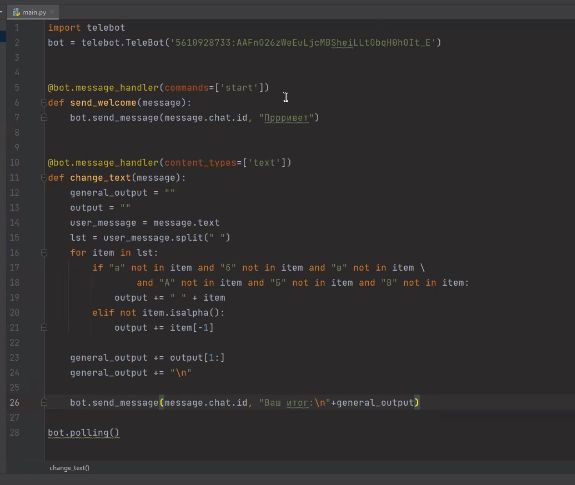 main.py
1 import telebot
2 bot = telebot.TeleBot(' ')
3
4
5 @bot.message_handler(commands=['start'])
6 def send_welcome(message):
7 bot.send_message(message.chat.id, "Пррривет")
8
9
10 @bot.message_handler(content_types=['text'])
11 def change_text(message):
12 general_output = ""
13 output = ""
14 user_message = message.text
15 lst = user_message.split(" ")
16 for item in lst:
17 if "а" not in item and "б" not in item and "в" not in item \
18 and "А" not in item and "Б" not in item and "В" not in item:
19 output += " " + item
20 elif not item.isalpha():
21 output += item[-1]
22
23 general_output += output[1:]
24 general_output += "\n"
25
26 bot.send_message(message.chat.id, "Ваш итог:\n"+general_output)
27
28 bot.polling()
change_text()